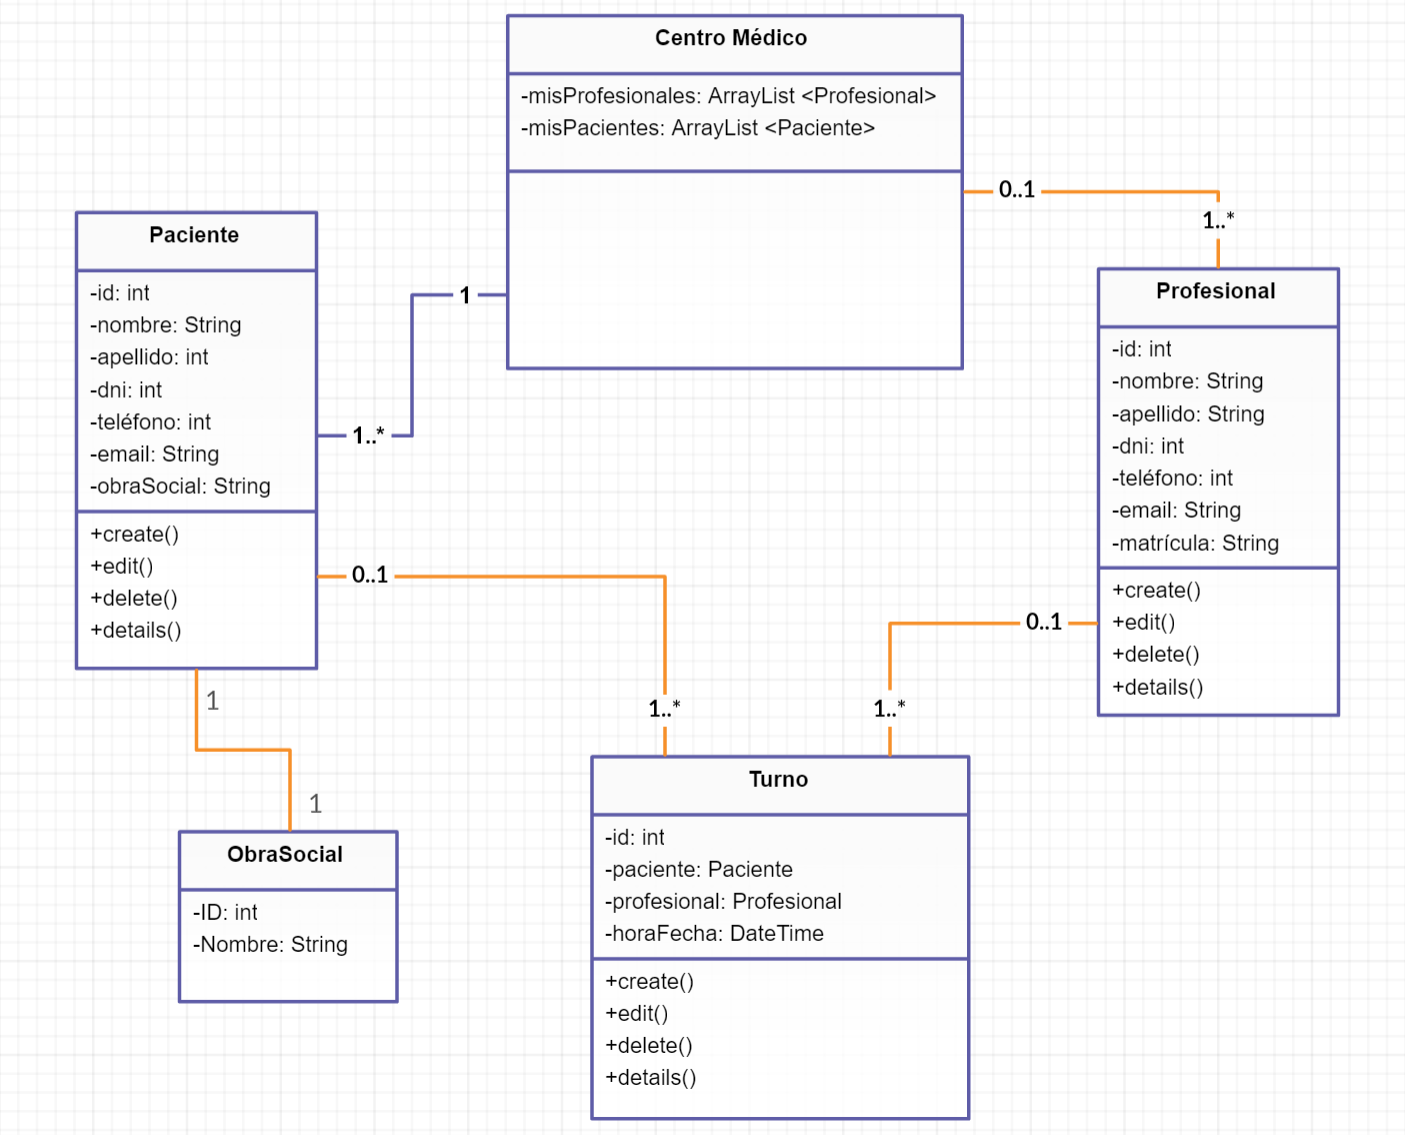 Centro Médico
-misProfesionales: ArrayList <Profesional>
-misPacientes: ArrayList <Paciente>
0..1
1..*
Paciente
-id: int
-nombre: String
-apellido: int
-dni: int
-teléfono: int
-email: String
-obraSocial: String
+create()
+edit()
+delete()
+details()
1
1..*
Profesional
-id: int
-nombre: String
-apellido: String
-dni: int
-teléfono: int
-email: String
-matrícula: String
+create()
+edit()
+delete()
+details()
0..1
1..*
0..1
1..*
1
1
ObraSocial
-ID: int
-Nombre: String
Turno
-id: int
-paciente: Paciente
-profesional: Profesional
-horaFecha: DateTime
+create()
+edit()
+delete()
+details()